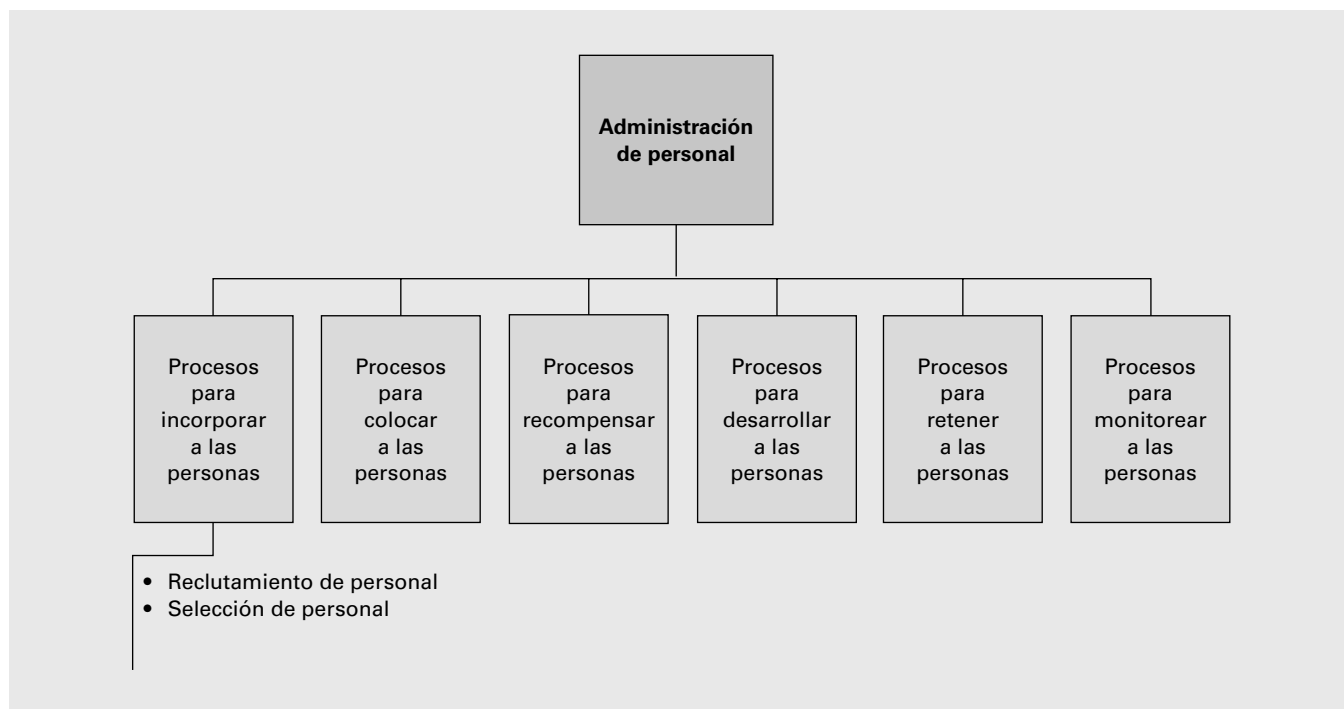 Administración
de personal
Procesos
para
incorporar
a las
personas
Procesos
para
colocar
a las
personas
Procesos
para
recompensar
a las
personas
Procesos
para
desarrollar
a las
personas
Procesos
para
retener
a las
personas
Procesos
para
monitorear
a las
personas
• Reclutamiento de personal
• Selección de personal